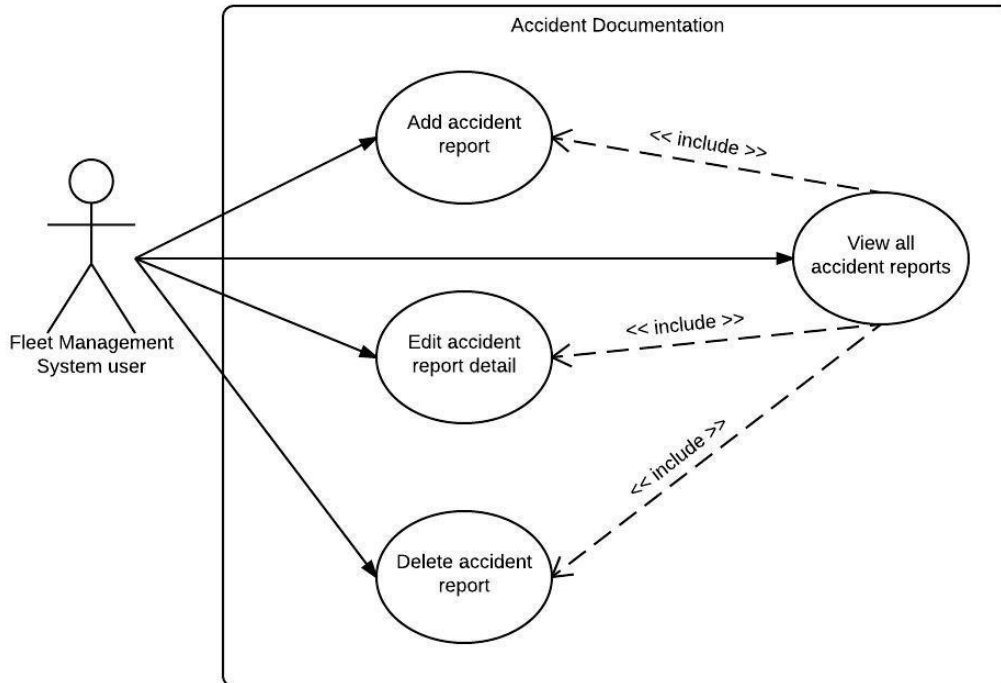 Accident Documentation
Add accident
report
<< include >>
View all
accident reports
Fleet Management
System user
Edit accident
report detail
<< include >>
<< include >>
Delete accident
report